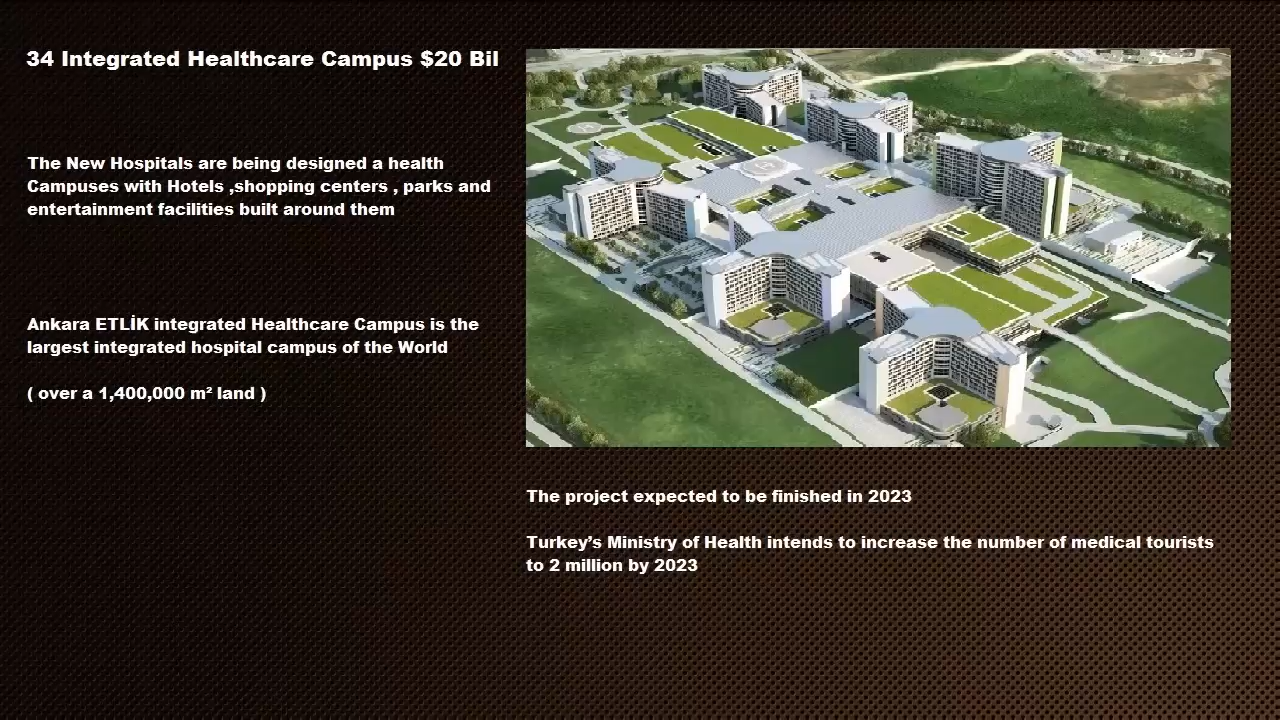 34 Integrated Healthcare Campus $20 Bil
The New Hospitals are being designed a health
Campuses with Hotels ,shopping centers , parks and
entertainment facilities built around them
Ankara ETLİK integrated Healthcare Campus is the
largest integrated hospital campus of the World
( over a 1,400,000 m² land )
The project expected to be finished in 2023
Turkey’s Ministry of Health intends to increase the number of medical tourists
to 2 million by 2023